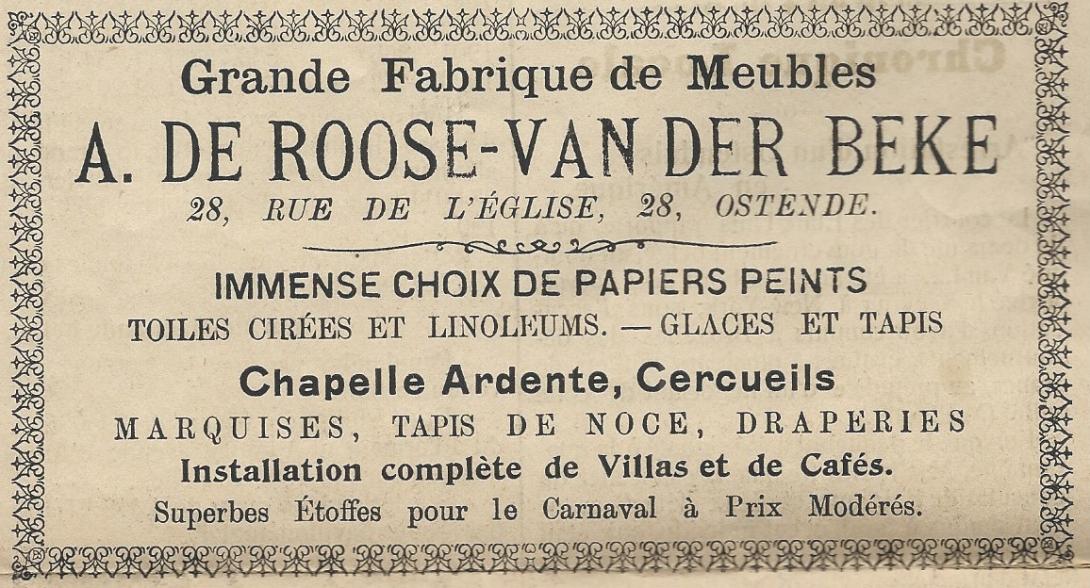 Grande Fabrique de Meubles
A. DE ROOSE-VAN DER BEKE
28, RUE DE L'ÉGLISE, 28, OSTENDE.
IMMENSE CHOIX DE PAPIERS PEINTS
TOILES CIRÉES ET LINOLEUMS. — GLACES ET TAPIS
Chapelle Ardente, Cercueils
MARQUISES, TAPIS DE NOCE, DRAPERIES
Installation complète de Villas et de Cafés.
Superbes Étoffes pour le Carnaval à Prix Modérés.